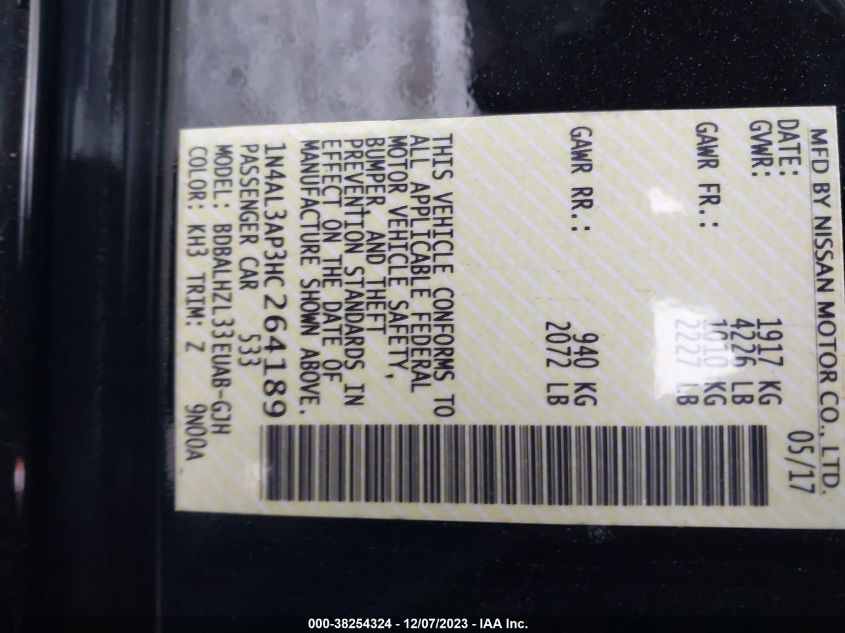 MFD BY NISSAN MOTOR CO., LTD.
DATE: 05/17
GVWR: 1917 KG
4226 LB
GAWR FR.: 1010 KG
2227 LB
GAWR RR.: 940 KG
2072 LB
THIS VEHICLE CONFORMS TO
ALL APPLICABLE FEDERAL
MOTOR VEHICLE SAFETY,
BUMPER, AND THEFT
PREVENTION STANDARDS IN
EFFECT ON THE DATE OF
MANUFACTURE SHOWN ABOVE.
1N4AL3AP3HC264189
PASSENGER CAR 533
MODEL: BDBALHZL33EUAB-GJH
COLOR: KH3 TRIM: Z 9N00A
000-38254324 - 12/07/2023 - IAA Inc.